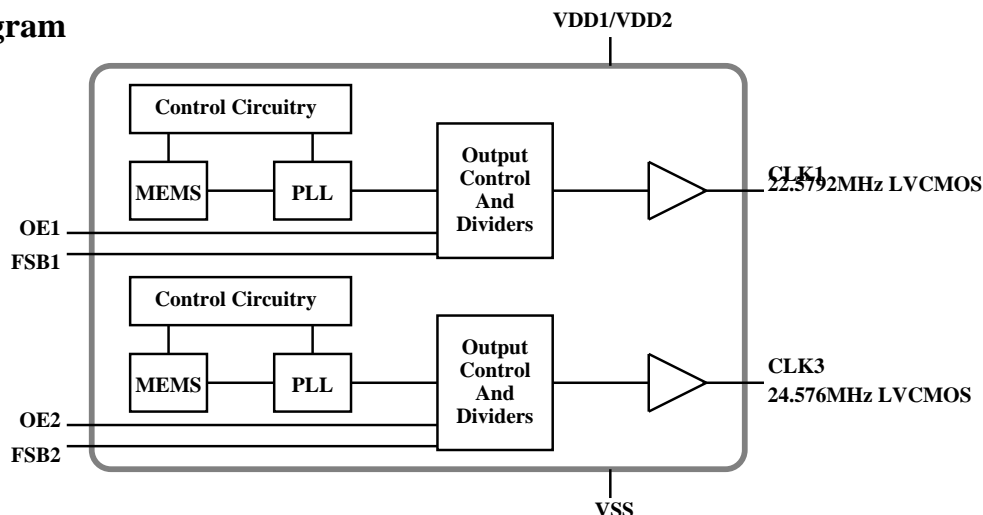 gram
VDD1/VDD2
Control Circuitry
MEMS
PLL
Output
Control
And
Dividers
CLK1
22.5792MHz LVCMOS
OE1
FSB1
Control Circuitry
MEMS
PLL
Output
Control
And
Dividers
CLK3
24.576MHz LVCMOS
OE2
FSB2
VSS